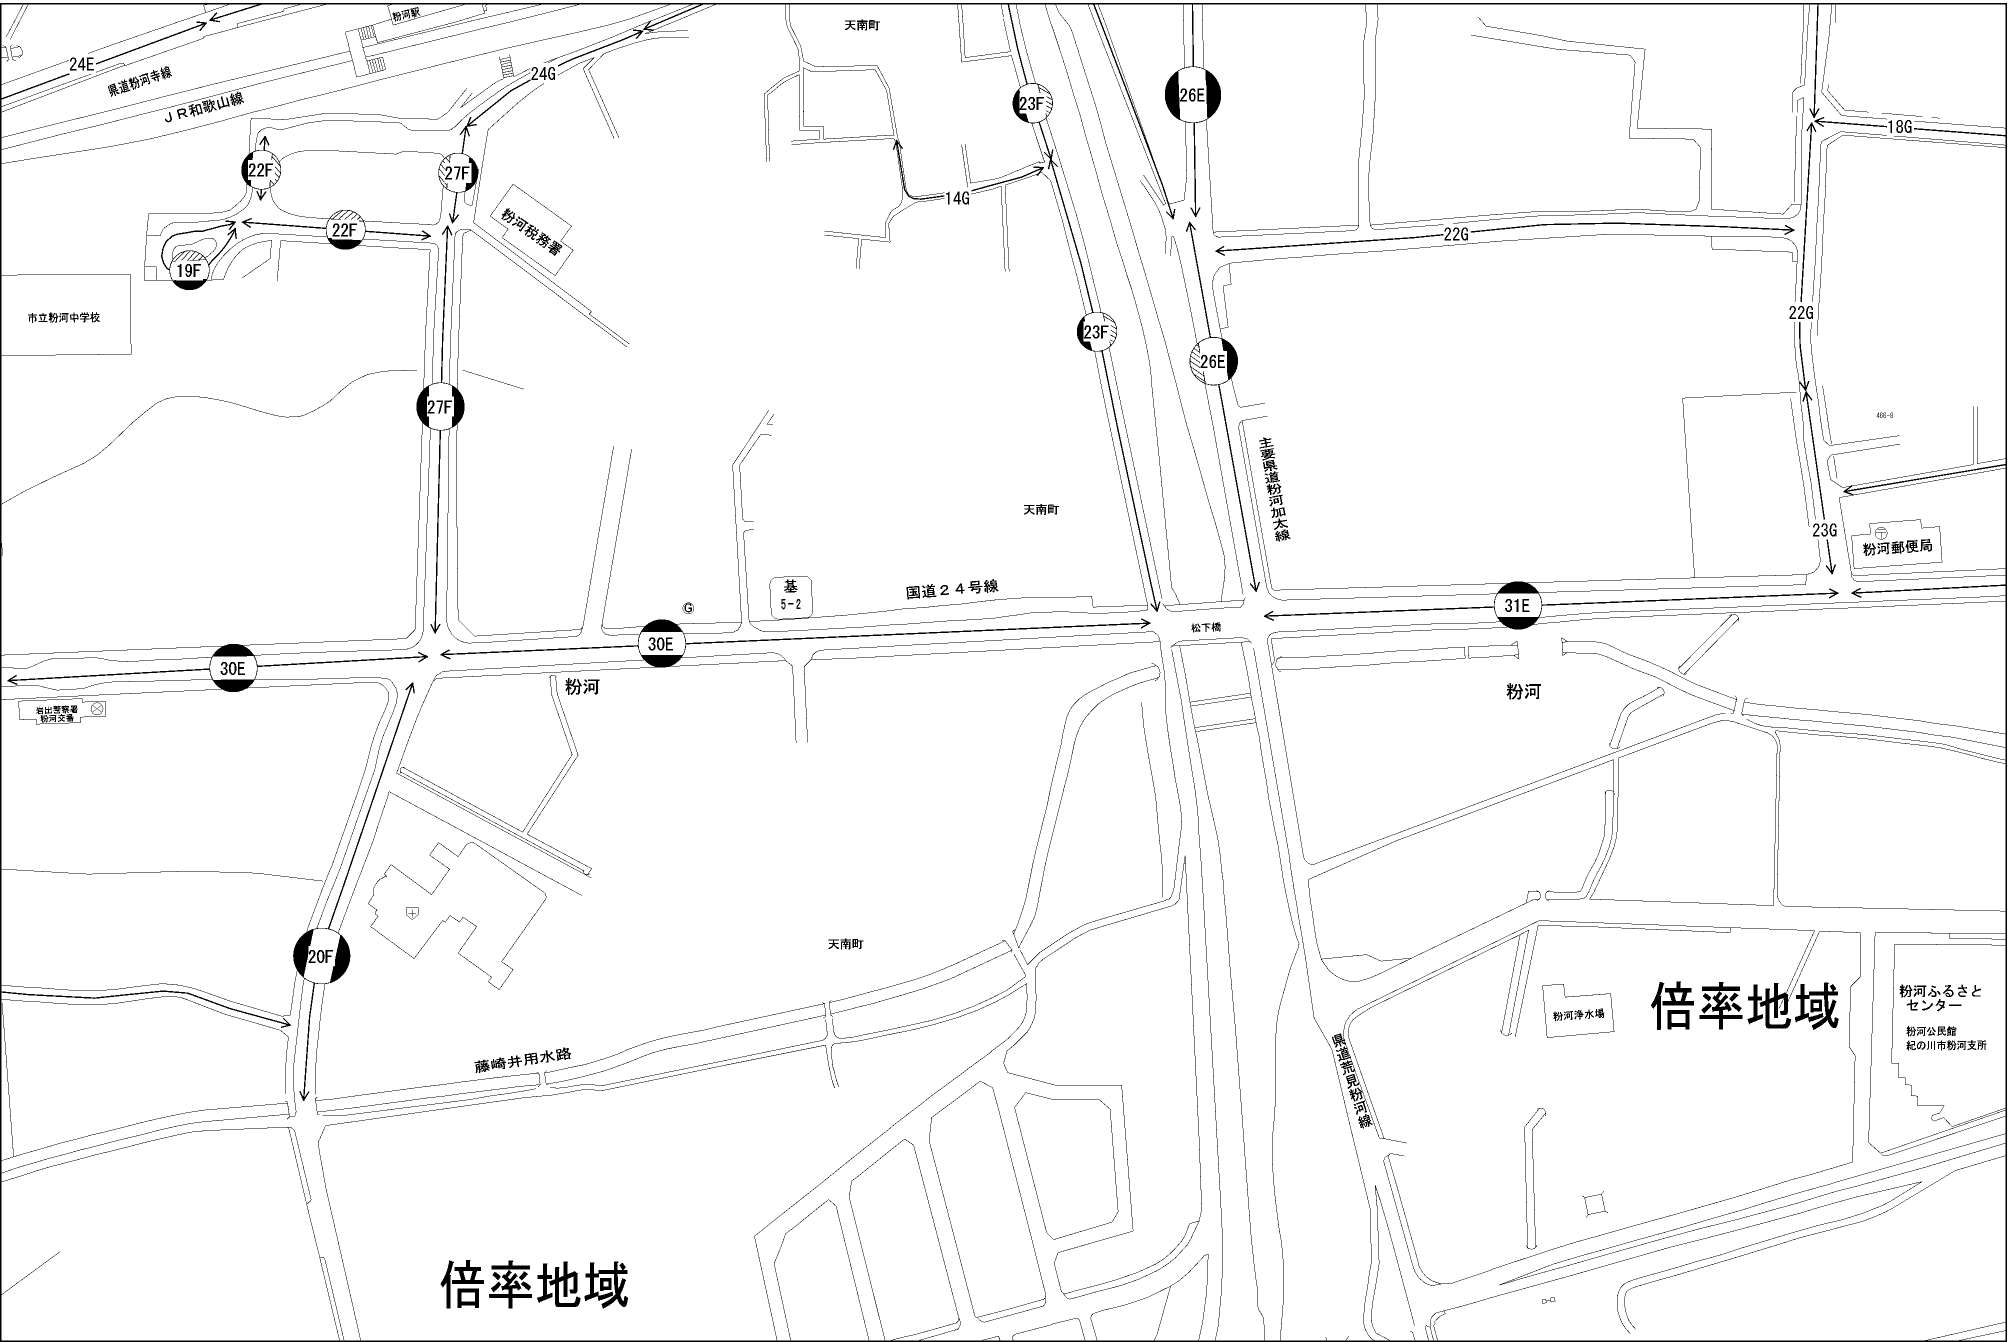 粉河駅
天南町
24E
県道粉河寺線
24G
JR和歌山線
26E
23F
18G
22F
27F
14G
粉河税務署
22F
22G
19F
市立粉河中学校
22G
23F
26E
27F
466-9
主要県道粉河加太線
天南町
23G
粉河郵便局
基
5-2
国道24号線
G
31E
松下橋
30E
30E
粉河
粉河
岩出警察署
粉河交番
天南町
20F
倍率地域
粉河ふるさと
センター
粉河浄水場
粉河公民館
紀の川市粉河支所
藤崎井用水路
県道荒見粉河線
倍率地域